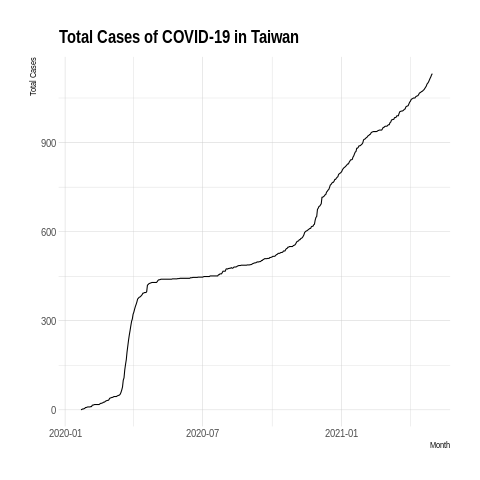 Total Cases of COVID-19 in Taiwan
Total Cases
900
600
300
0
2020-01
2020-07
2021-01
Month